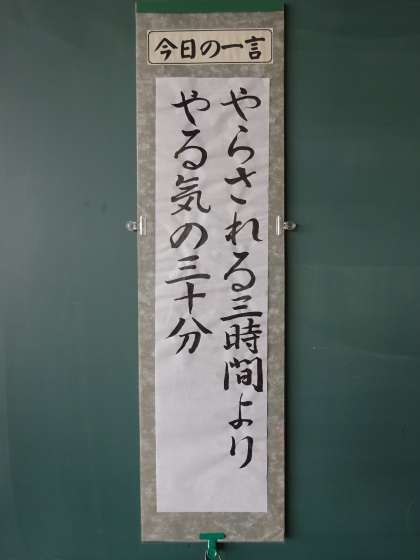 今日の一言
やらされる三時間より
やる気の三十分